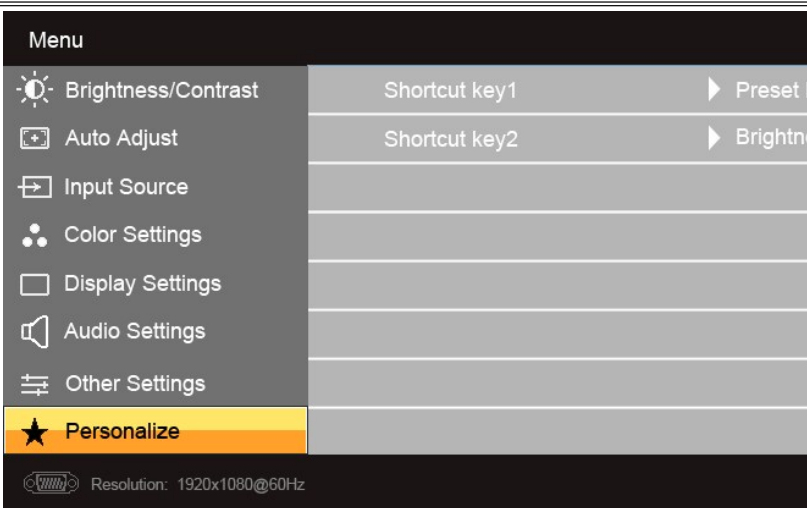 Menu
Brightness/Contrast
Shortcut key1
Preset
Auto Adjust
Shortcut key2
Input Source
Color Settings
Display Settings
Audio Settings
Other Settings
Personalize
Resolution: 1920x1080@60Hz